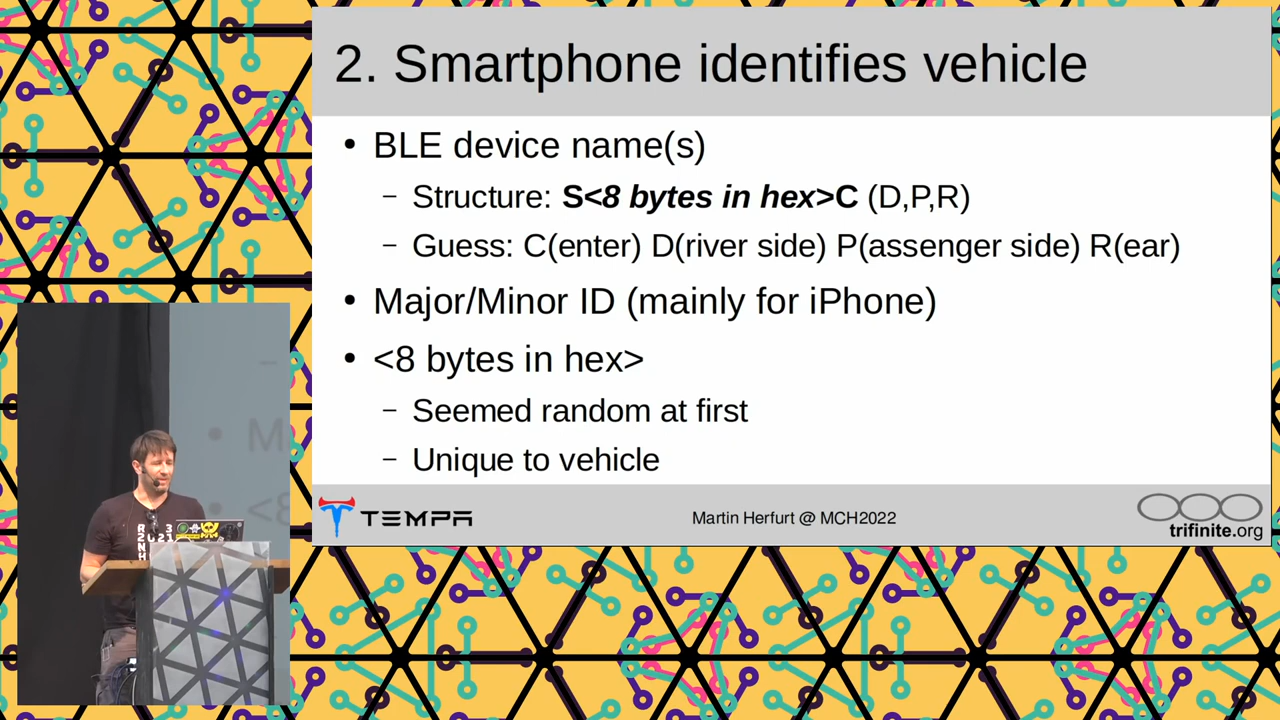 2. Smartphone identifies vehicle
• BLE device name(s)
– Structure: S<8 bytes in hex>C (D,P,R)
– Guess: C(enter) D(river side) P(assenger side) R(ear)
• Major/Minor ID (mainly for iPhone)
• <8 bytes in hex>
– Seemed random at first
– Unique to vehicle
TEMPA
Martin Herfurt @ MCH2022
trifinite.org